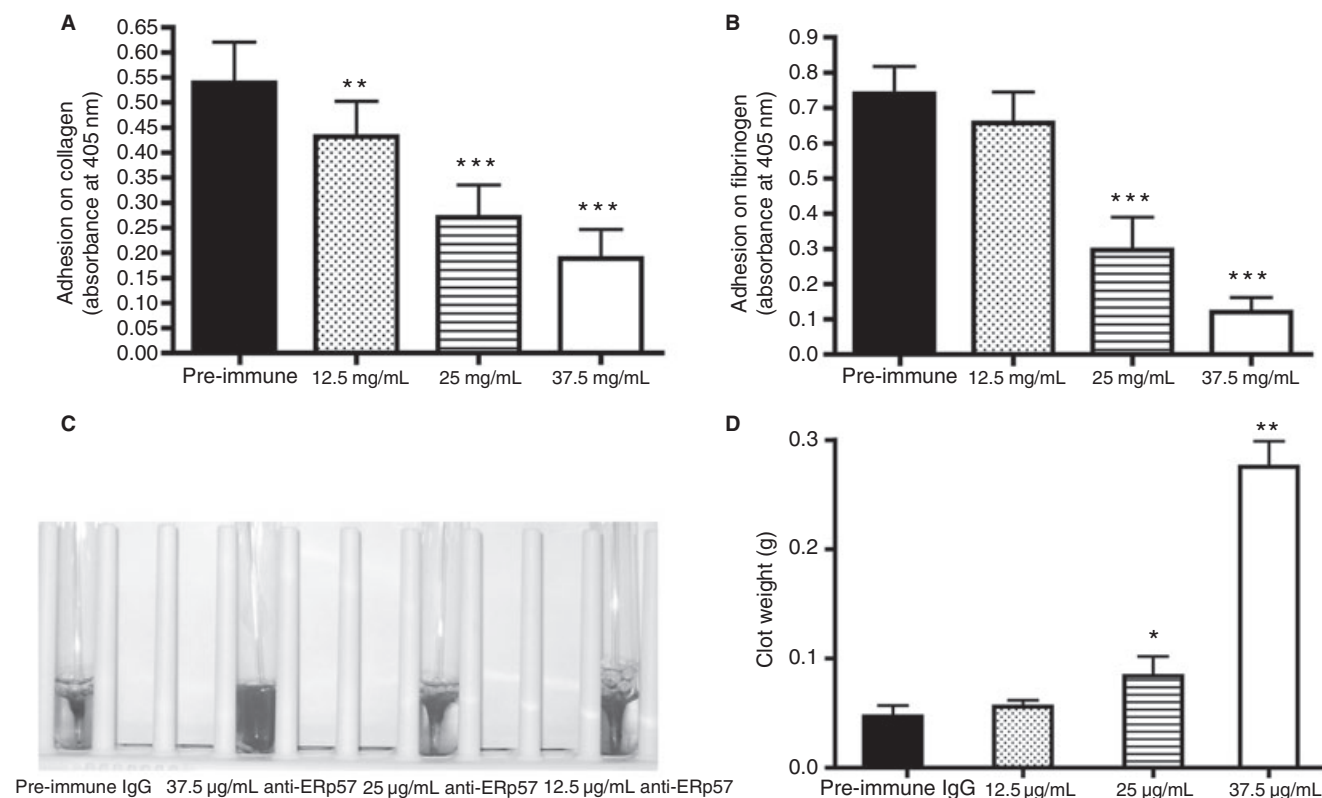 A
Adhesion on collagen
(absorbance at 405 nm)
0.65
0.60
0.55
0.50
0.45
0.40
0.35
0.30
0.25
0.20
0.15
0.10
0.05
0.00
**
***
***
Pre-immune 12.5 mg/mL 25 mg/mL 37.5 mg/mL
B
Adhesion on fibrinogen
(absorbance at 405 nm)
0.9
0.8
0.7
0.6
0.5
0.4
0.3
0.2
0.1
0.0
***
***
Pre-immune 12.5 mg/mL 25 mg/mL 37.5 mg/mL
C
Pre-immune IgG 37.5 µg/mL anti-ERp57 25 µg/mL anti-ERp57 12.5 µg/mL anti-ERp57
D
Clot weight (g)
0.3
0.2
0.1
0.0
*
**
Pre-immune IgG 12.5 µg/mL 25 µg/mL 37.5 µg/mL